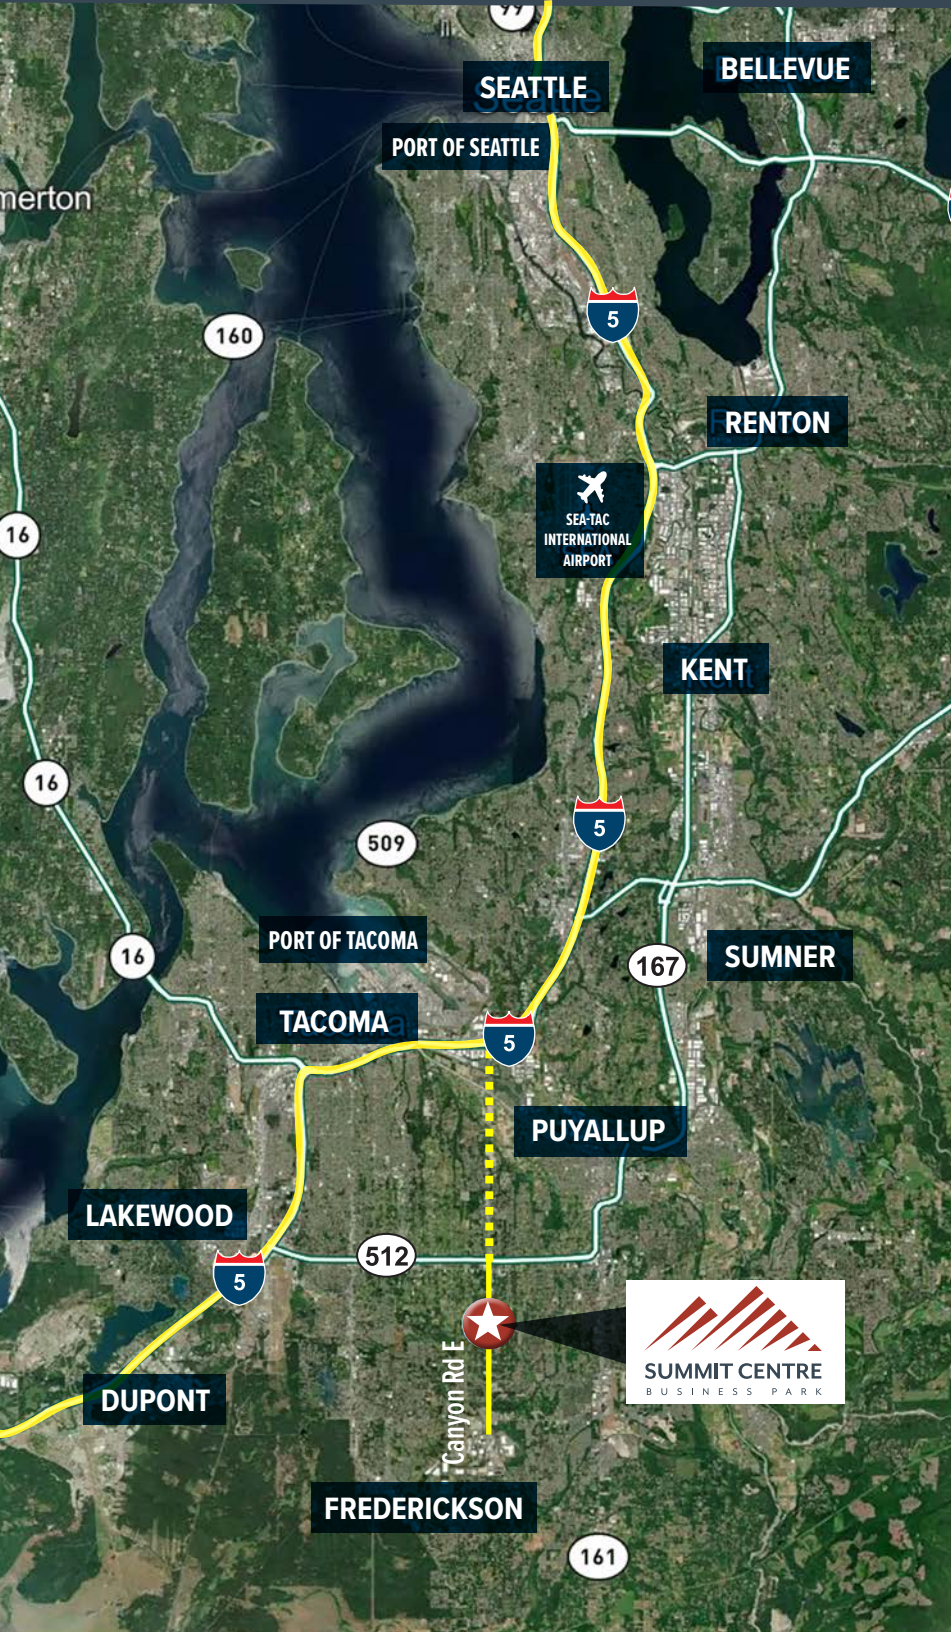 99
SEATTLE
BELLEVUE
PORT OF SEATTLE
merton
5
160
RENTON
SEA-TAC
INTERNATIONAL
AIRPORT
16
KENT
16
5
509
PORT OF TACOMA
16
167
SUMNER
TACOMA
5
PUYALLUP
LAKEWOOD
512
5
SUMMIT CENTRE
BUSINESS PARK
Canyon Rd E
DUPONT
FREDERICKSON
161